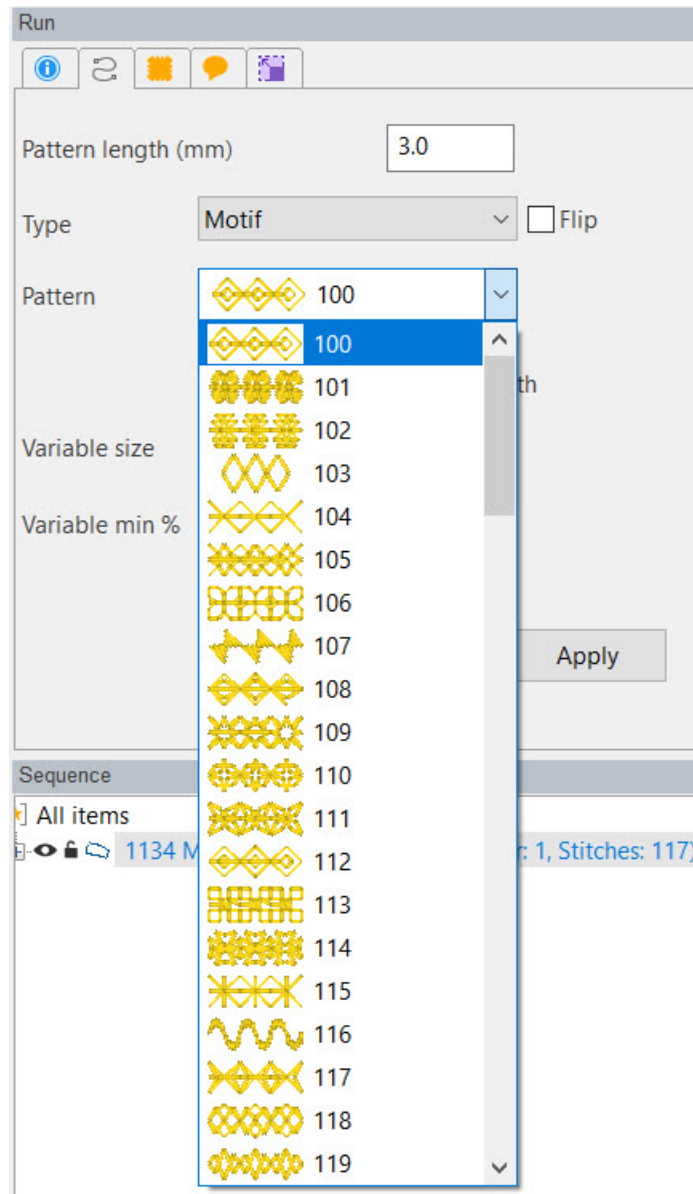 Run
Pattern length (mm) 3.0
Type Motif Flip
Pattern 100
100
101
th
102
103
Variable size
104
Variable min %
105
106
107
Apply
108
109
110
Sequence
All items
111
1134 M r: 1, Stitches: 117)
112
113
114
115
116
117
118
119